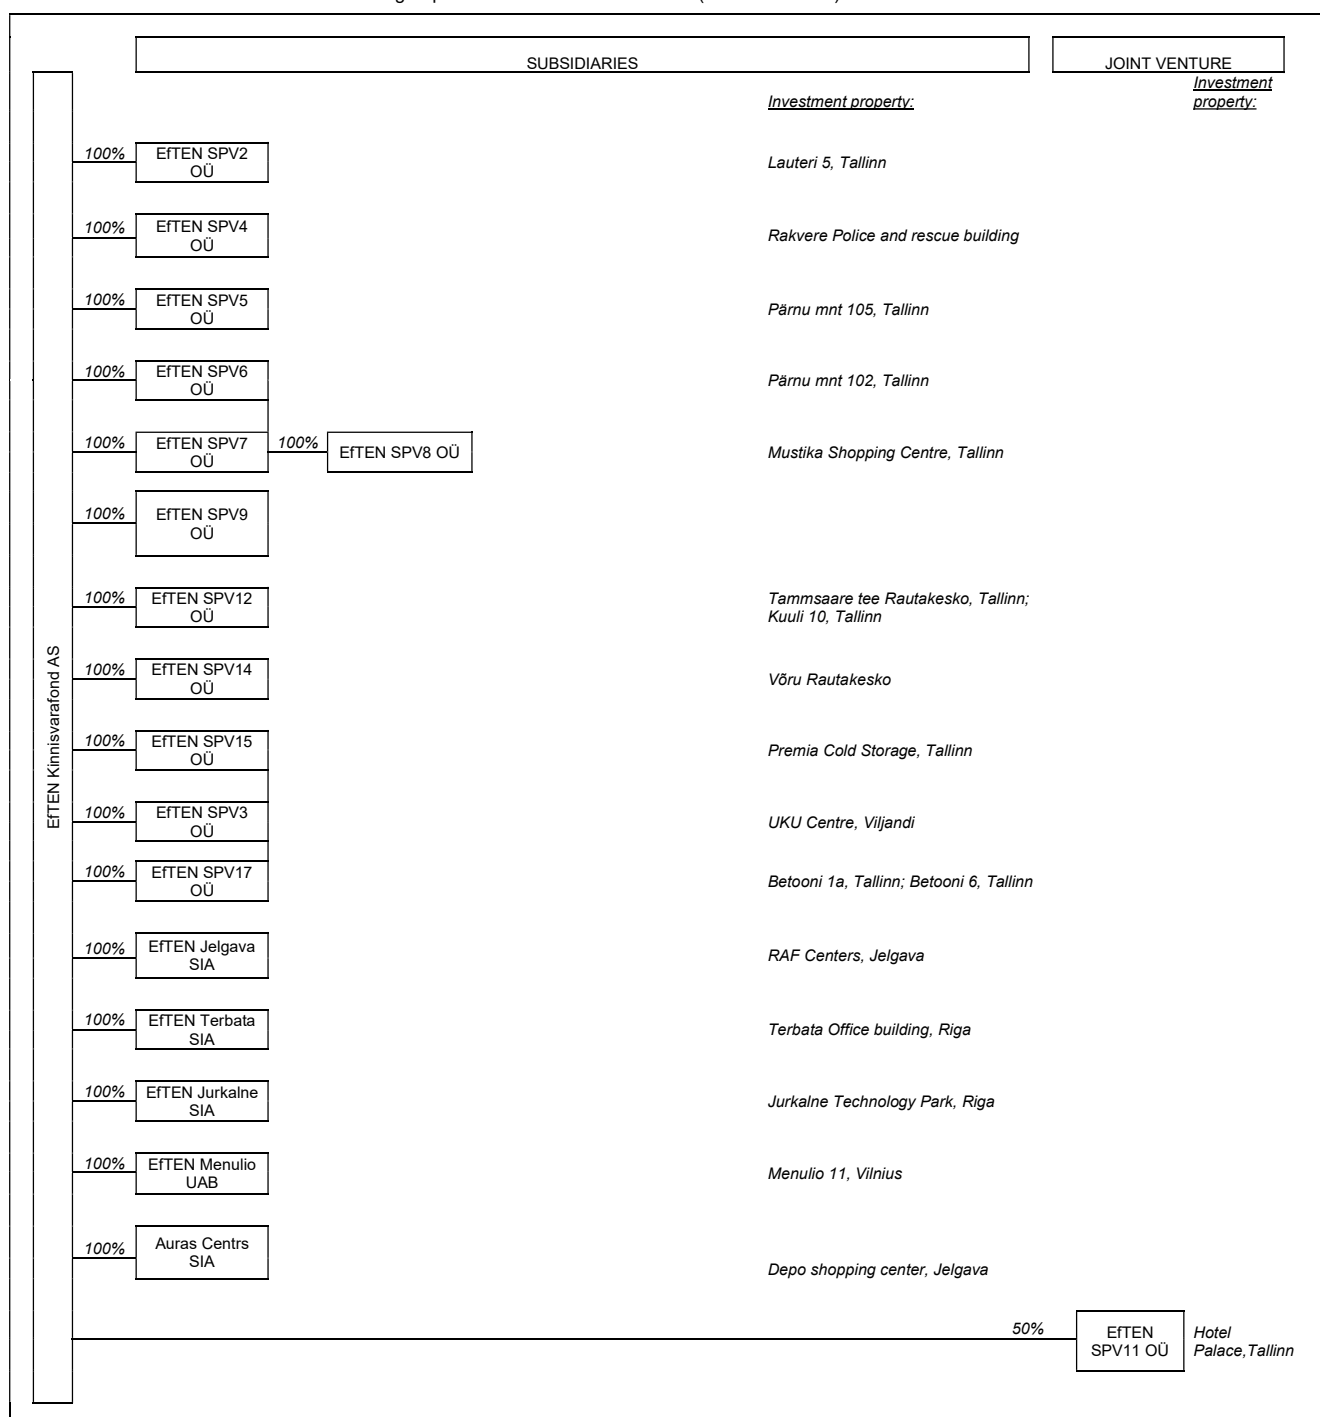 SUBSIDIARIES
JOINT VENTURE
Investment property:
Investment
property:
100%
EfTEN SPV2
OÜ
Lauteri 5, Tallinn
100%
EfTEN SPV4
OÜ
Rakvere Police and rescue building
100%
EfTEN SPV5
OÜ
Pärnu mnt 105, Tallinn
100%
EfTEN SPV6
OÜ
Pärnu mnt 102, Tallinn
100%
EfTEN SPV7
OÜ
100%
EfTEN SPV8 OÜ
Mustika Shopping Centre, Tallinn
100%
EfTEN SPV9
OÜ
100%
EfTEN SPV12
OÜ
Tammsaare tee Rautakesko, Tallinn;
Kuuli 10, Tallinn
EfTEN Kinnisvarafond AS
100%
EfTEN SPV14
OÜ
Võru Rautakesko
100%
EfTEN SPV15
OÜ
Premia Cold Storage, Tallinn
100%
EfTEN SPV3
OÜ
UKU Centre, Viljandi
100%
EfTEN SPV17
OÜ
Betooni 1a, Tallinn; Betooni 6, Tallinn
100%
EfTEN Jelgava
SIA
RAF Centers, Jelgava
100%
EfTEN Terbata
SIA
Terbata Office building, Riga
100%
EfTEN Jurkalne
SIA
Jurkalne Technology Park, Riga
100%
EfTEN Menulio
UAB
Menulio 11, Vilnius
100%
Auras Centrs
SIA
Depo shopping center, Jelgava
50%
EfTEN
SPV11 OÜ
Hotel
Palace,Tallinn